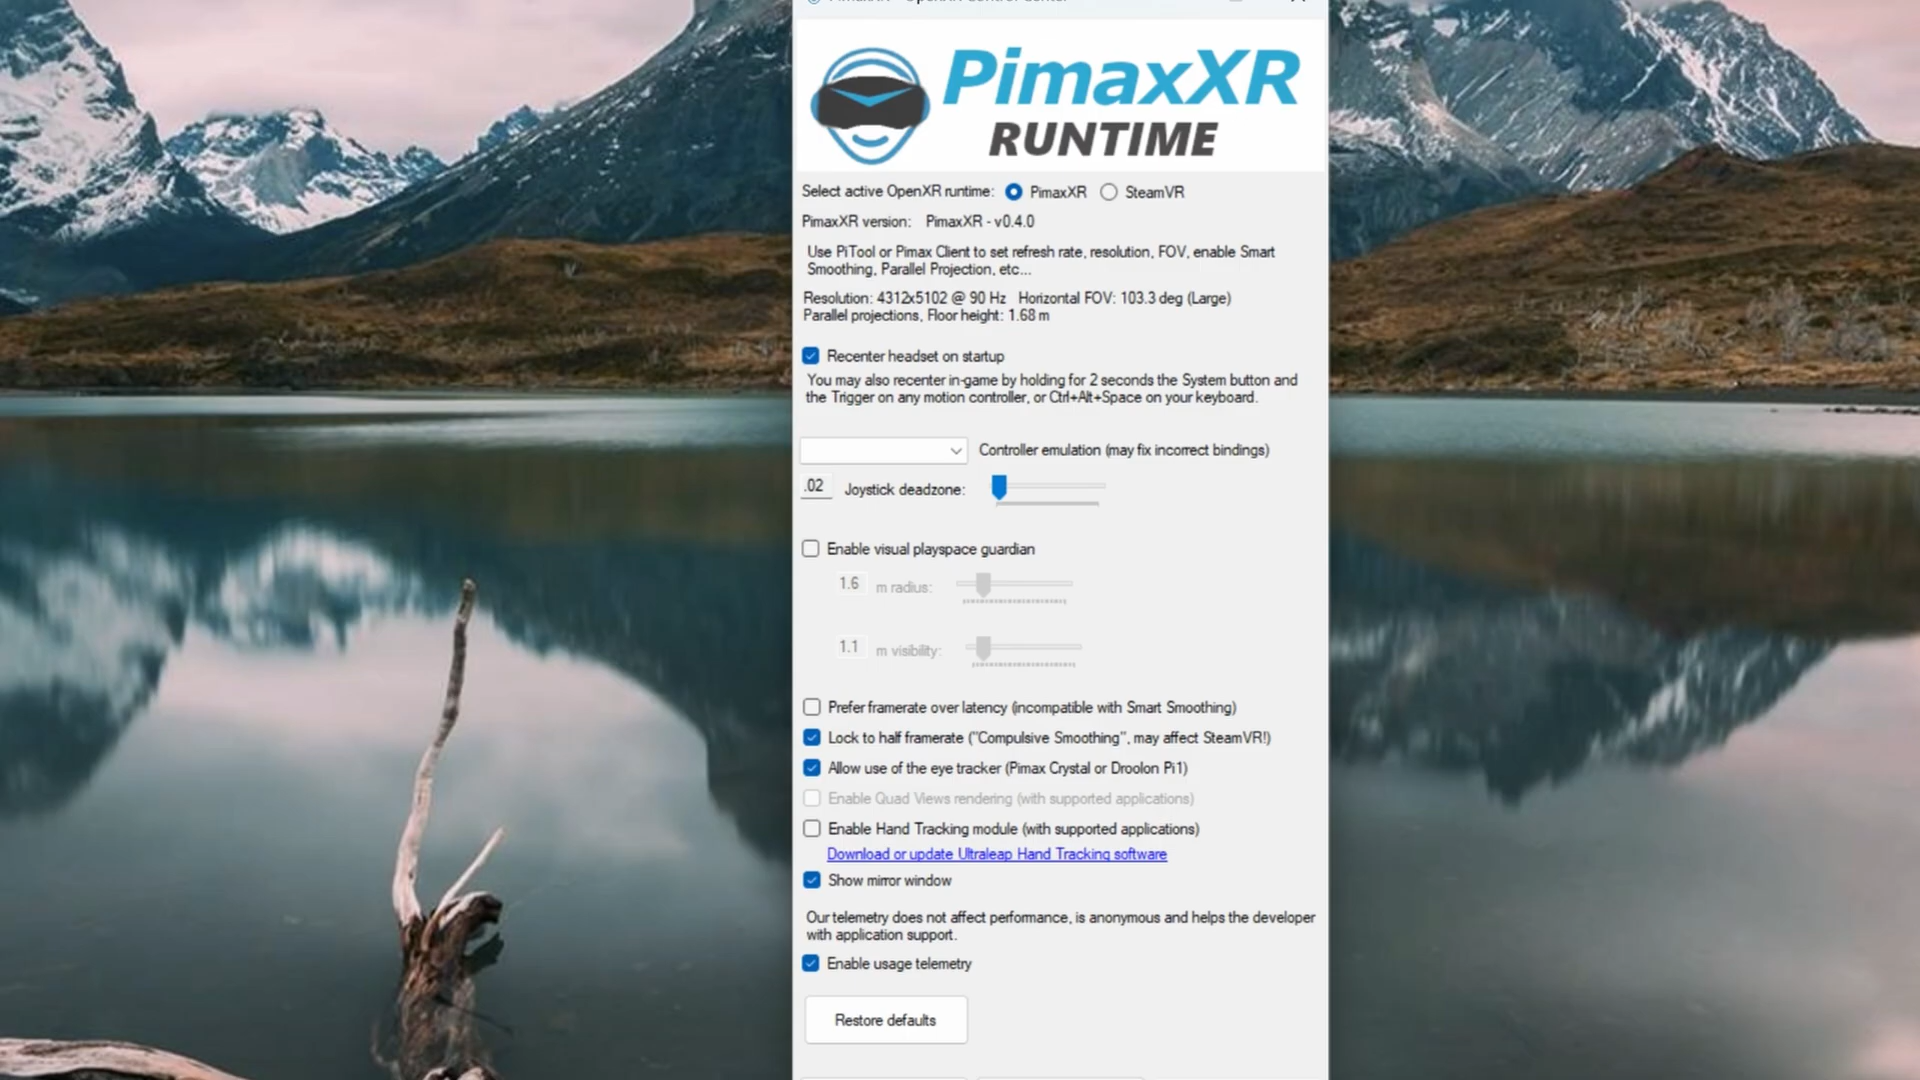 PimaxXR
RUNTIME
Select active OpenXR runtime: PimaxXR SteamVR
PimaxXR version: PimaxXR - v0.4.0
Use PiTool or Pimax Client to set refresh rate, resolution, FOV, enable Smart
Smoothing, Parallel Projection, etc...
Resolution: 4312x5102 @ 90 Hz Horizontal FOV: 103.3 deg (Large)
Parallel projections, Floor height: 1.68 m
Recenter headset on startup
You may also recenter in-game by holding for 2 seconds the System button and
the Trigger on any motion controller, or Ctrl+Alt+Space on your keyboard.
Controller emulation (may fix incorrect bindings)
.02 Joystick deadzone:
Enable visual playspace guardian
1.6 m radius:
1.1 m visibility:
Prefer framerate over latency (incompatible with Smart Smoothing)
Lock to half framerate ("Compulsive Smoothing", may affect SteamVR!)
Allow use of the eye tracker (Pimax Crystal or Droolon Pi1)
Enable Quad Views rendering (with supported applications)
Enable Hand Tracking module (with supported applications)
Download or update Ultraleap Hand Tracking software
Show mirror window
Our telemetry does not affect performance, is anonymous and helps the developer
with application support.
Enable usage telemetry
Restore defaults